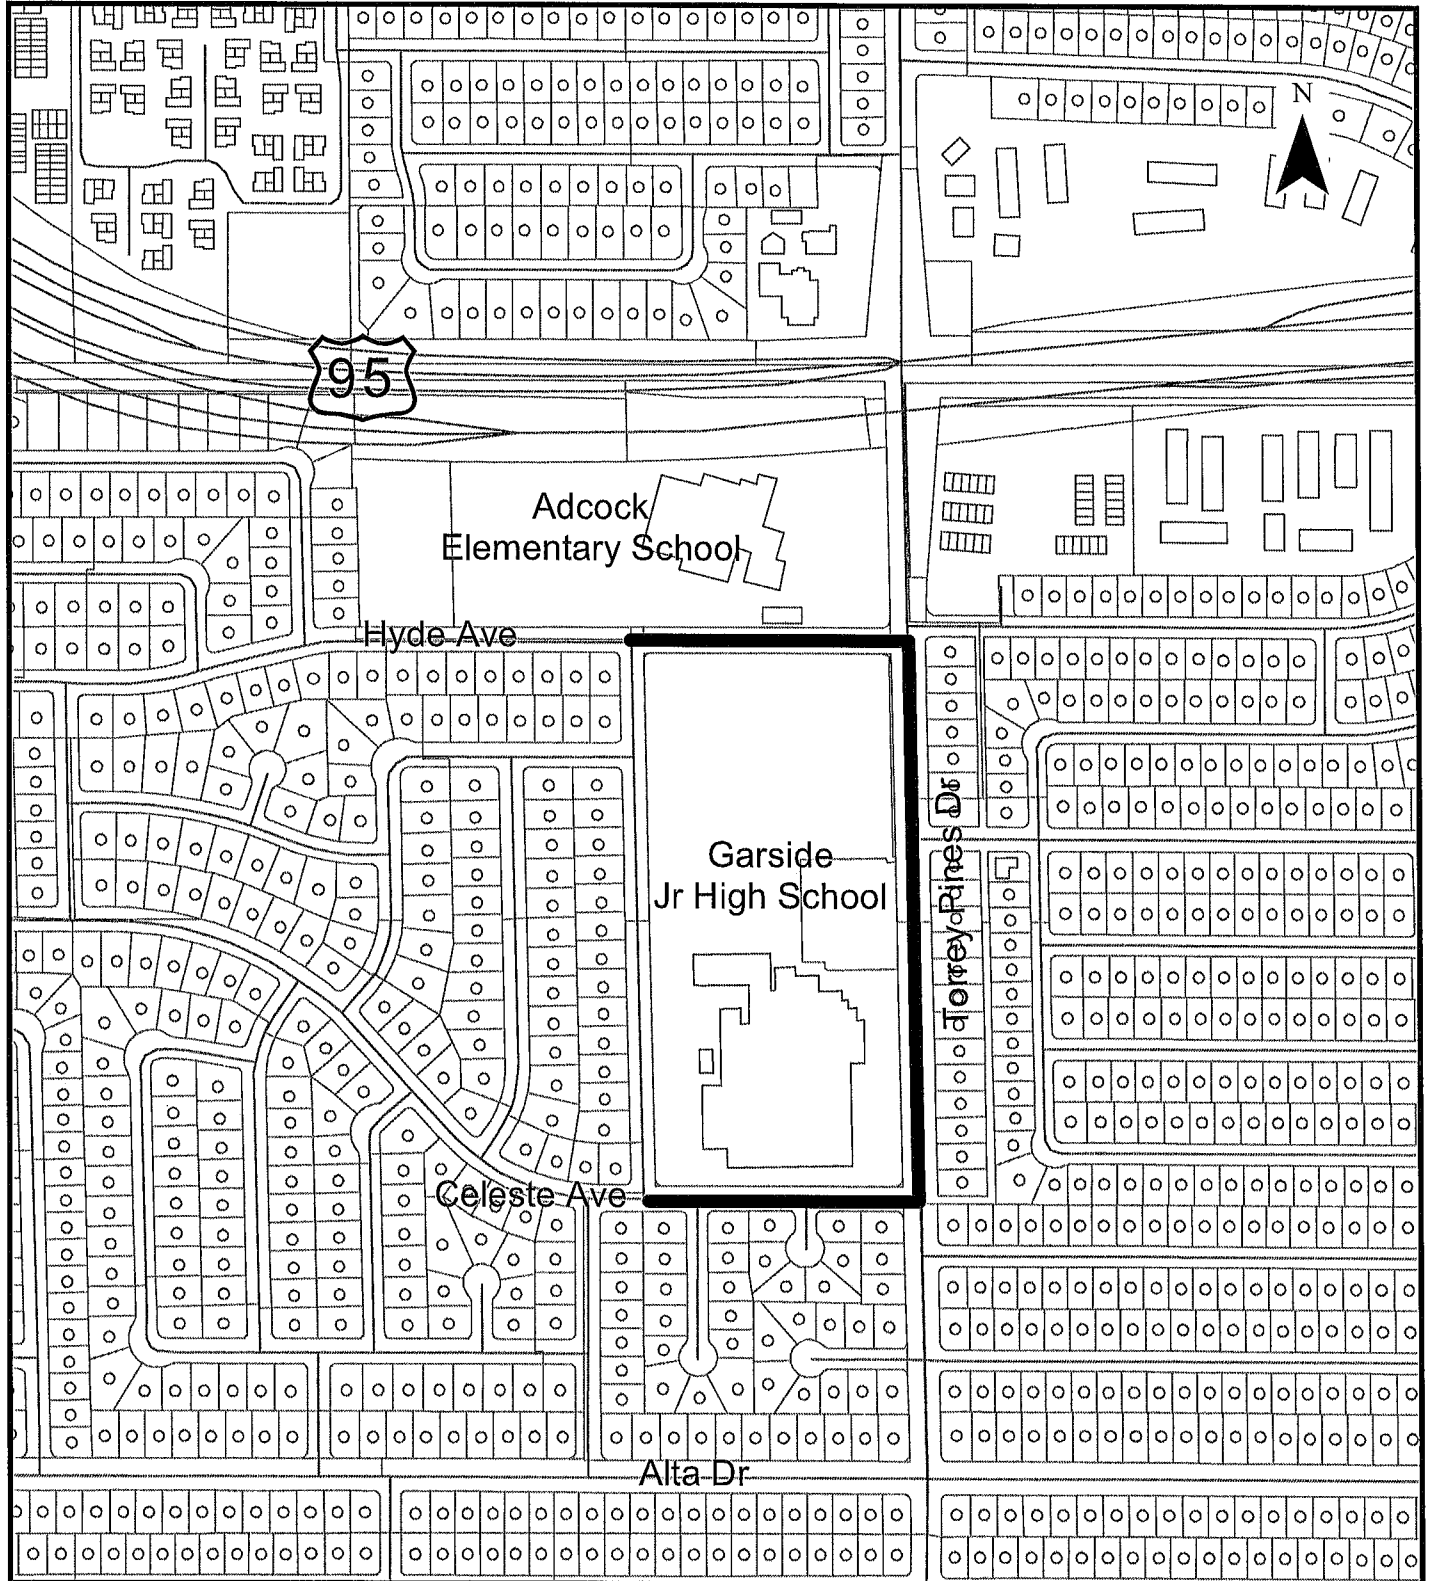 N
95
Adcock
Elementary School
Hyde Ave
Garside
Jr High School
Torrey Pines Dr
Celeste Ave
Alta Dr